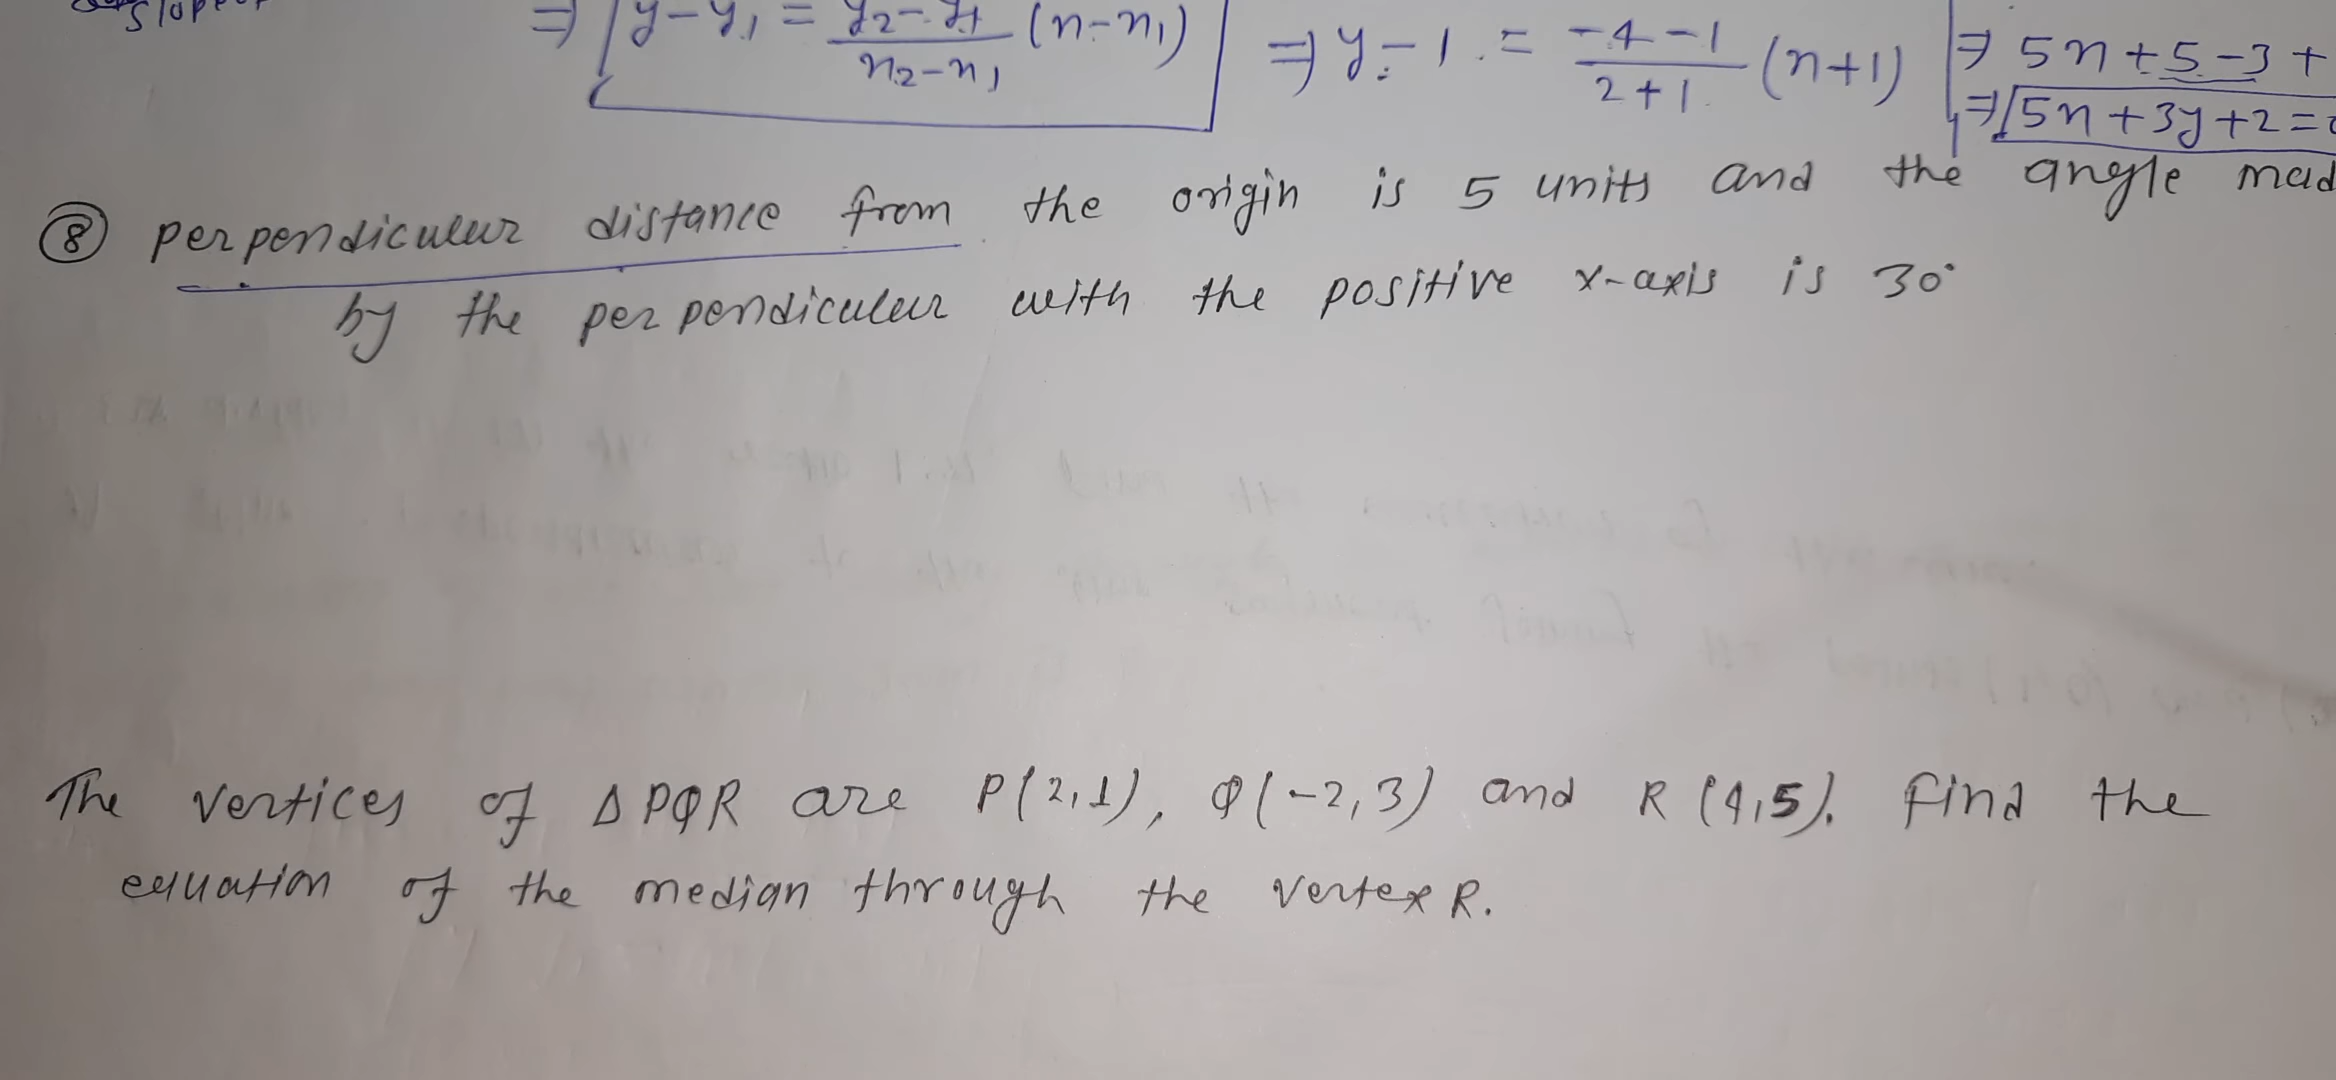 slope
⇒ y-y₁ = y₂-y₁/x₂-x₁ (x-x₁) ⇒ y-1 = -4-1/2+1 (x+1) ⇒ 5x+5-3+
⇒ 5x+3y+2=
⑧ perpendicular distance from the origin is 5 units and the angle mad
by the perpendicular with the positive x-axis is 30°
The vertices of Δ PQR are P(2,1), Q(-2,3) and R (4,5). Find the
equation of the median through the vertex R.